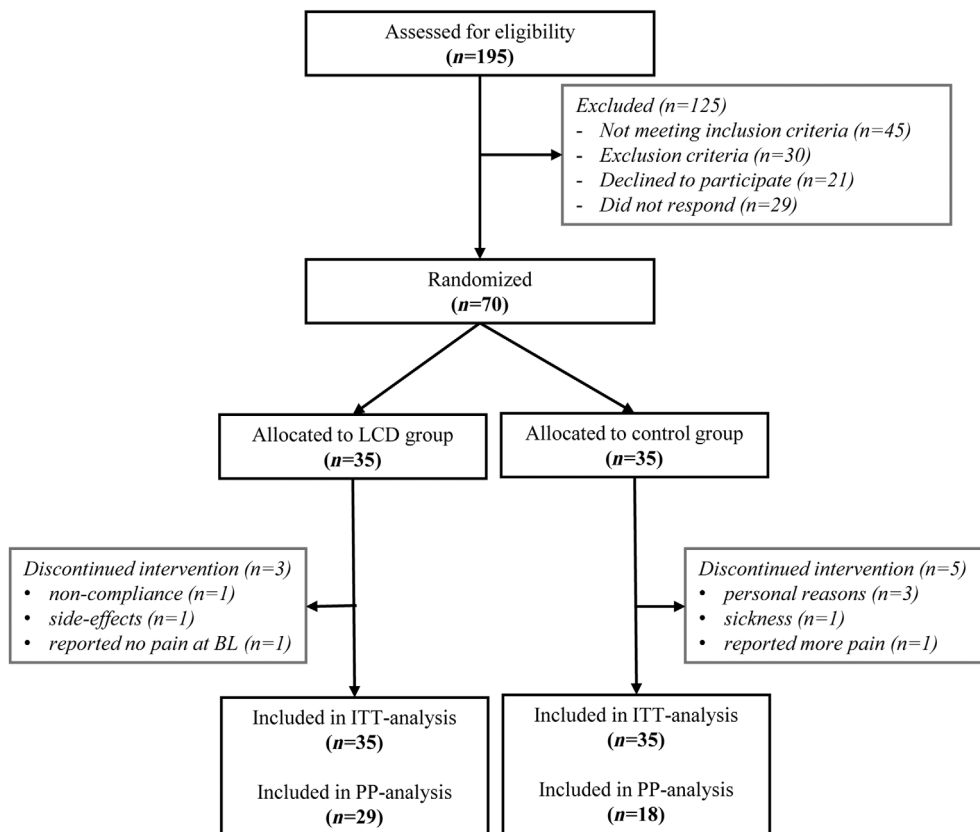 Assessed for eligibility
(n=195)
Excluded (n=125)
- Not meeting inclusion criteria (n=45)
- Exclusion criteria (n=30)
- Declined to participate (n=21)
- Did not respond (n=29)
Randomized
(n=70)
Allocated to LCD group
(n=35)
Allocated to control group
(n=35)
Discontinued intervention (n=3)
• non-compliance (n=1)
• side-effects (n=1)
• reported no pain at BL (n=1)
Discontinued intervention (n=5)
• personal reasons (n=3)
• sickness (n=1)
• reported more pain (n=1)
Included in ITT-analysis
(n=35)
Included in PP-analysis
(n=29)
Included in ITT-analysis
(n=35)
Included in PP-analysis
(n=18)